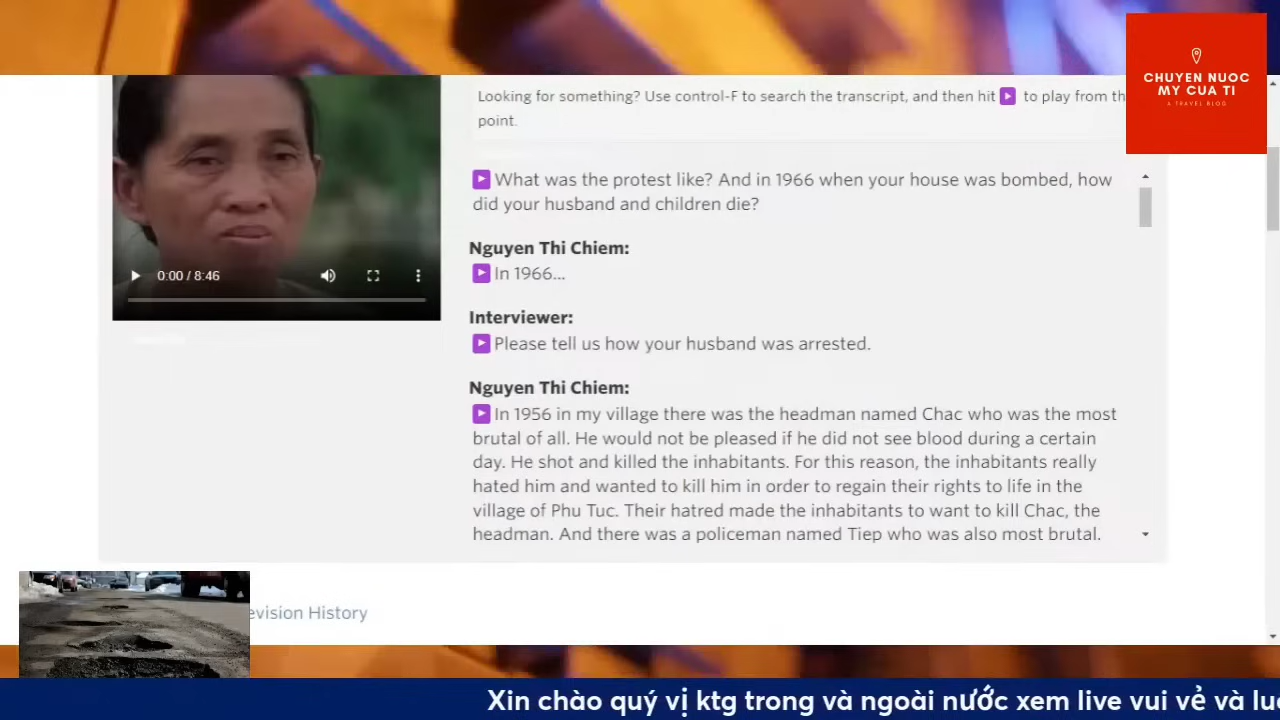 CHUYEN NUOC
MY CUA TI
A TRAVEL BLOG
Looking for something? Use control-F to search the transcript, and then hit to play from th
point.
What was the protest like? And in 1966 when your house was bombed, how
did your husband and children die?
Nguyen Thi Chiem:
In 1966...
0:00 / 8:46
Interviewer:
Please tell us how your husband was arrested.
Nguyen Thi Chiem:
In 1956 in my village there was the headman named Chac who was the most
brutal of all. He would not be pleased if he did not see blood during a certain
day. He shot and killed the inhabitants. For this reason, the inhabitants really
hated him and wanted to kill him in order to regain their rights to life in the
village of Phu Tuc. Their hatred made the inhabitants to want to kill Chac, the
headman. And there was a policeman named Tiep who was also most brutal.
evision History
Xin chào quý vị ktg trong và ngoài nước xem live vui vẻ và lu